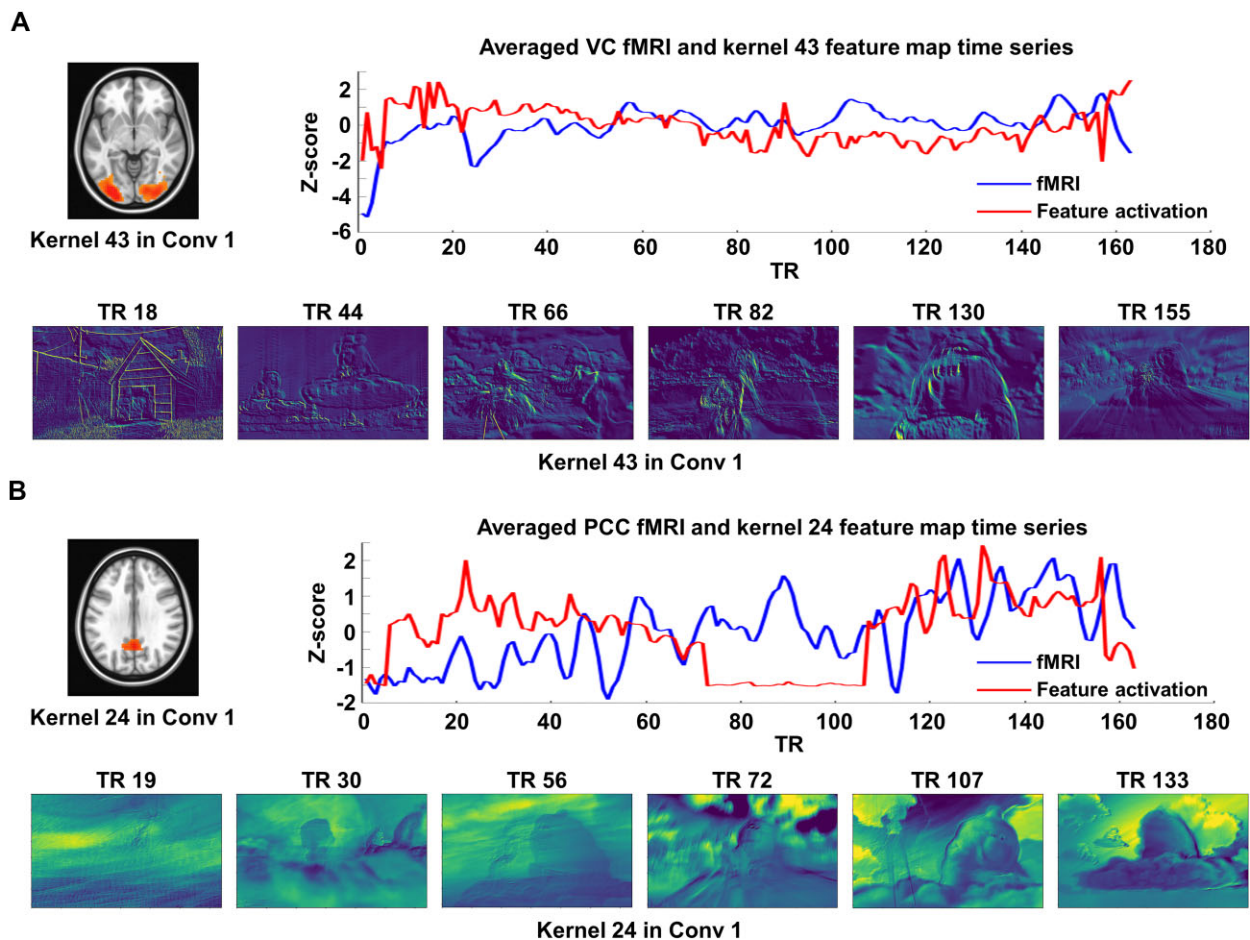 A
Averaged VC fMRI and kernel 43 feature map time series
2
0
-2
-4
-6
Z-score
0 20 40 60 80 100 120 140 160 180
TR
fMRI
Feature activation
Kernel 43 in Conv 1
TR 18 TR 44 TR 66 TR 82 TR 130 TR 155
Kernel 43 in Conv 1
B
Averaged PCC fMRI and kernel 24 feature map time series
2
1
0
-1
-2
Z-score
0 20 40 60 80 100 120 140 160 180
TR
fMRI
Feature activation
Kernel 24 in Conv 1
TR 19 TR 30 TR 56 TR 72 TR 107 TR 133
Kernel 24 in Conv 1